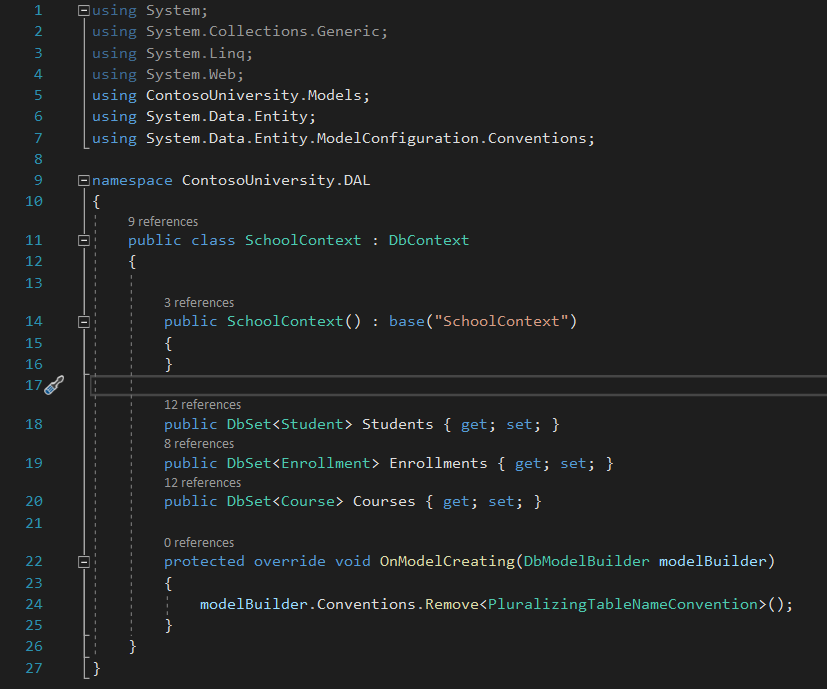 1 using System;
2 using System.Collections.Generic;
3 using System.Linq;
4 using System.Web;
5 using ContosoUniversity.Models;
6 using System.Data.Entity;
7 using System.Data.Entity.ModelConfiguration.Conventions;
8
9 namespace ContosoUniversity.DAL
10 {
9 references
11 public class SchoolContext : DbContext
12 {
13
3 references
14 public SchoolContext() : base("SchoolContext")
15 {
16 }
17
12 references
18 public DbSet<Student> Students { get; set; }
8 references
19 public DbSet<Enrollment> Enrollments { get; set; }
12 references
20 public DbSet<Course> Courses { get; set; }
21
0 references
22 protected override void OnModelCreating(DbModelBuilder modelBuilder)
23 {
24 modelBuilder.Conventions.Remove<PluralizingTableNameConvention>();
25 }
26 }
27 }